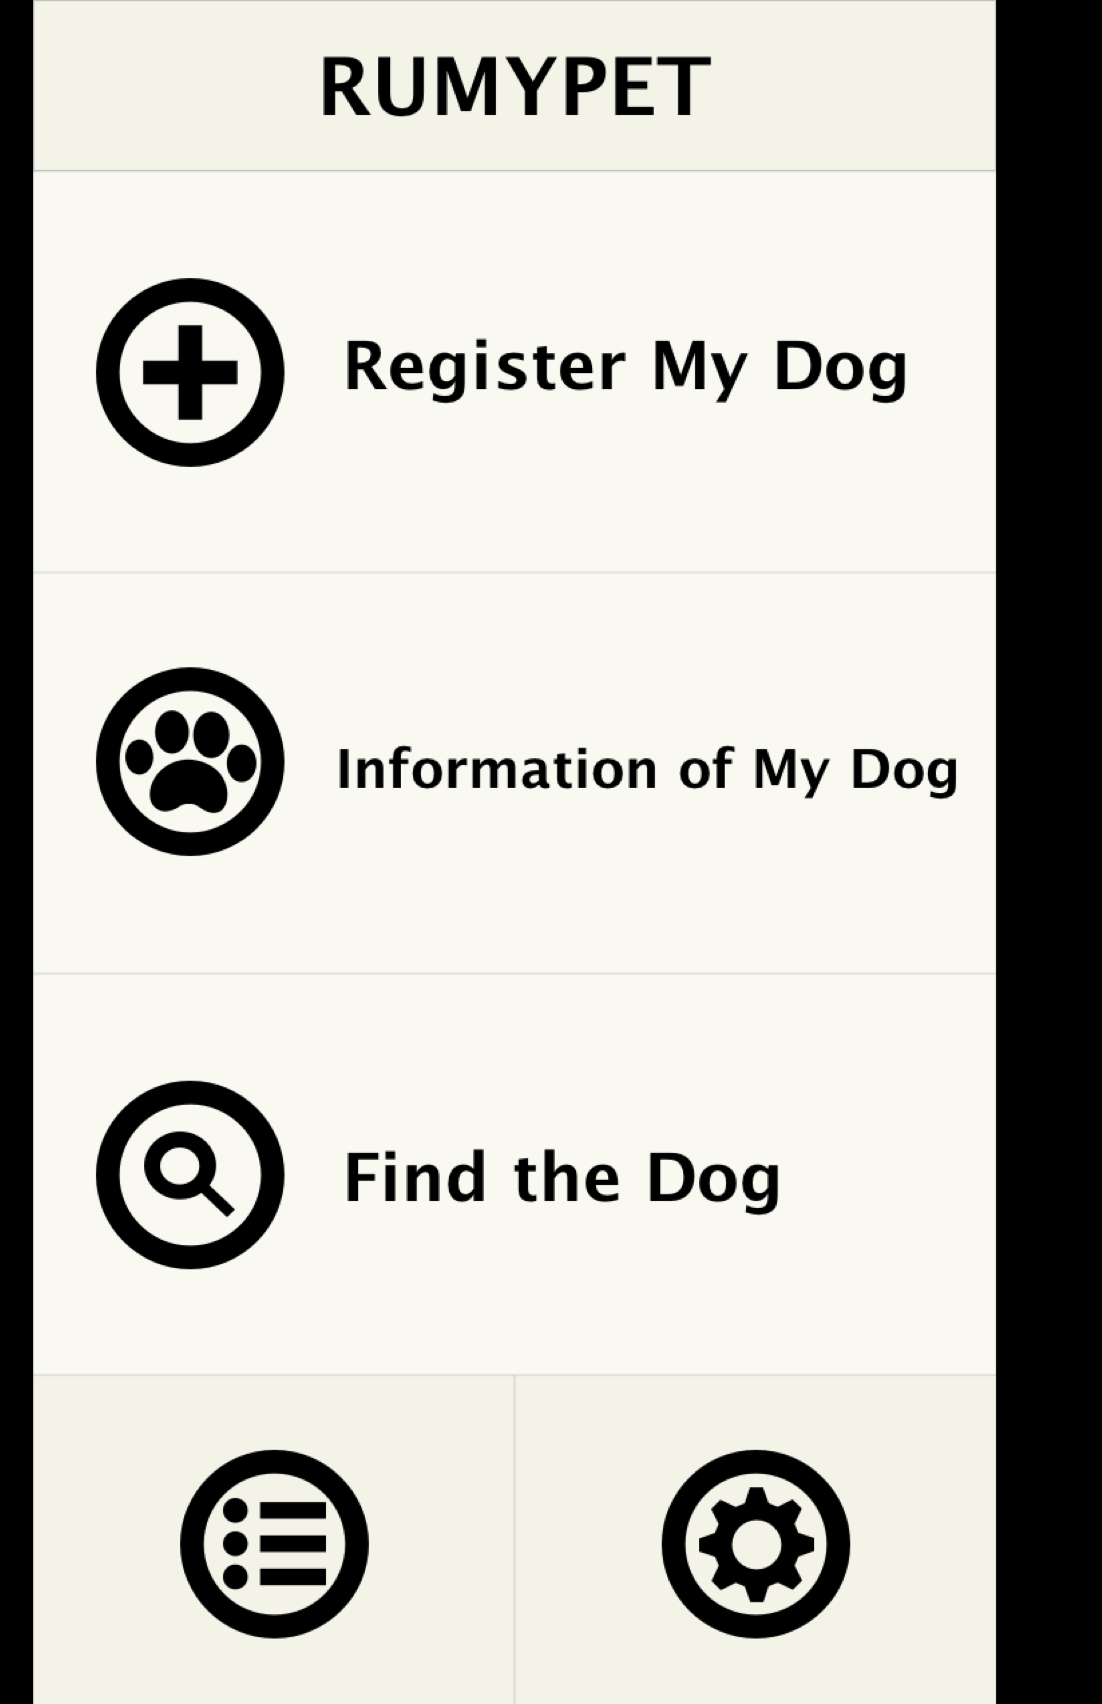 RUMYPET
Register My Dog
Information of My Dog
Find the Dog